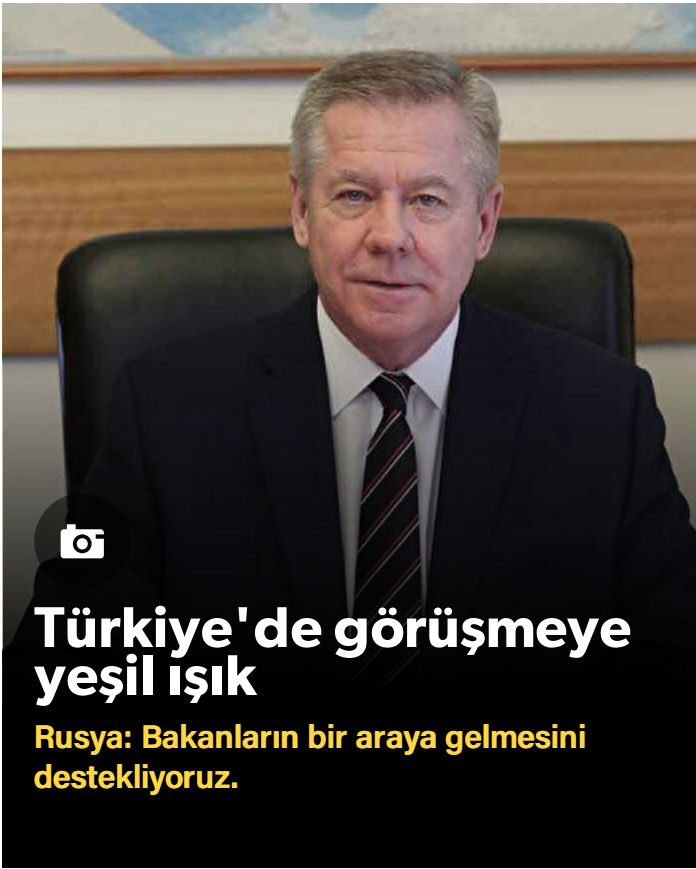 Türkiye'de görüşmeye
yeşil ışık
Rusya: Bakanların bir araya gelmesini
destekliyoruz.